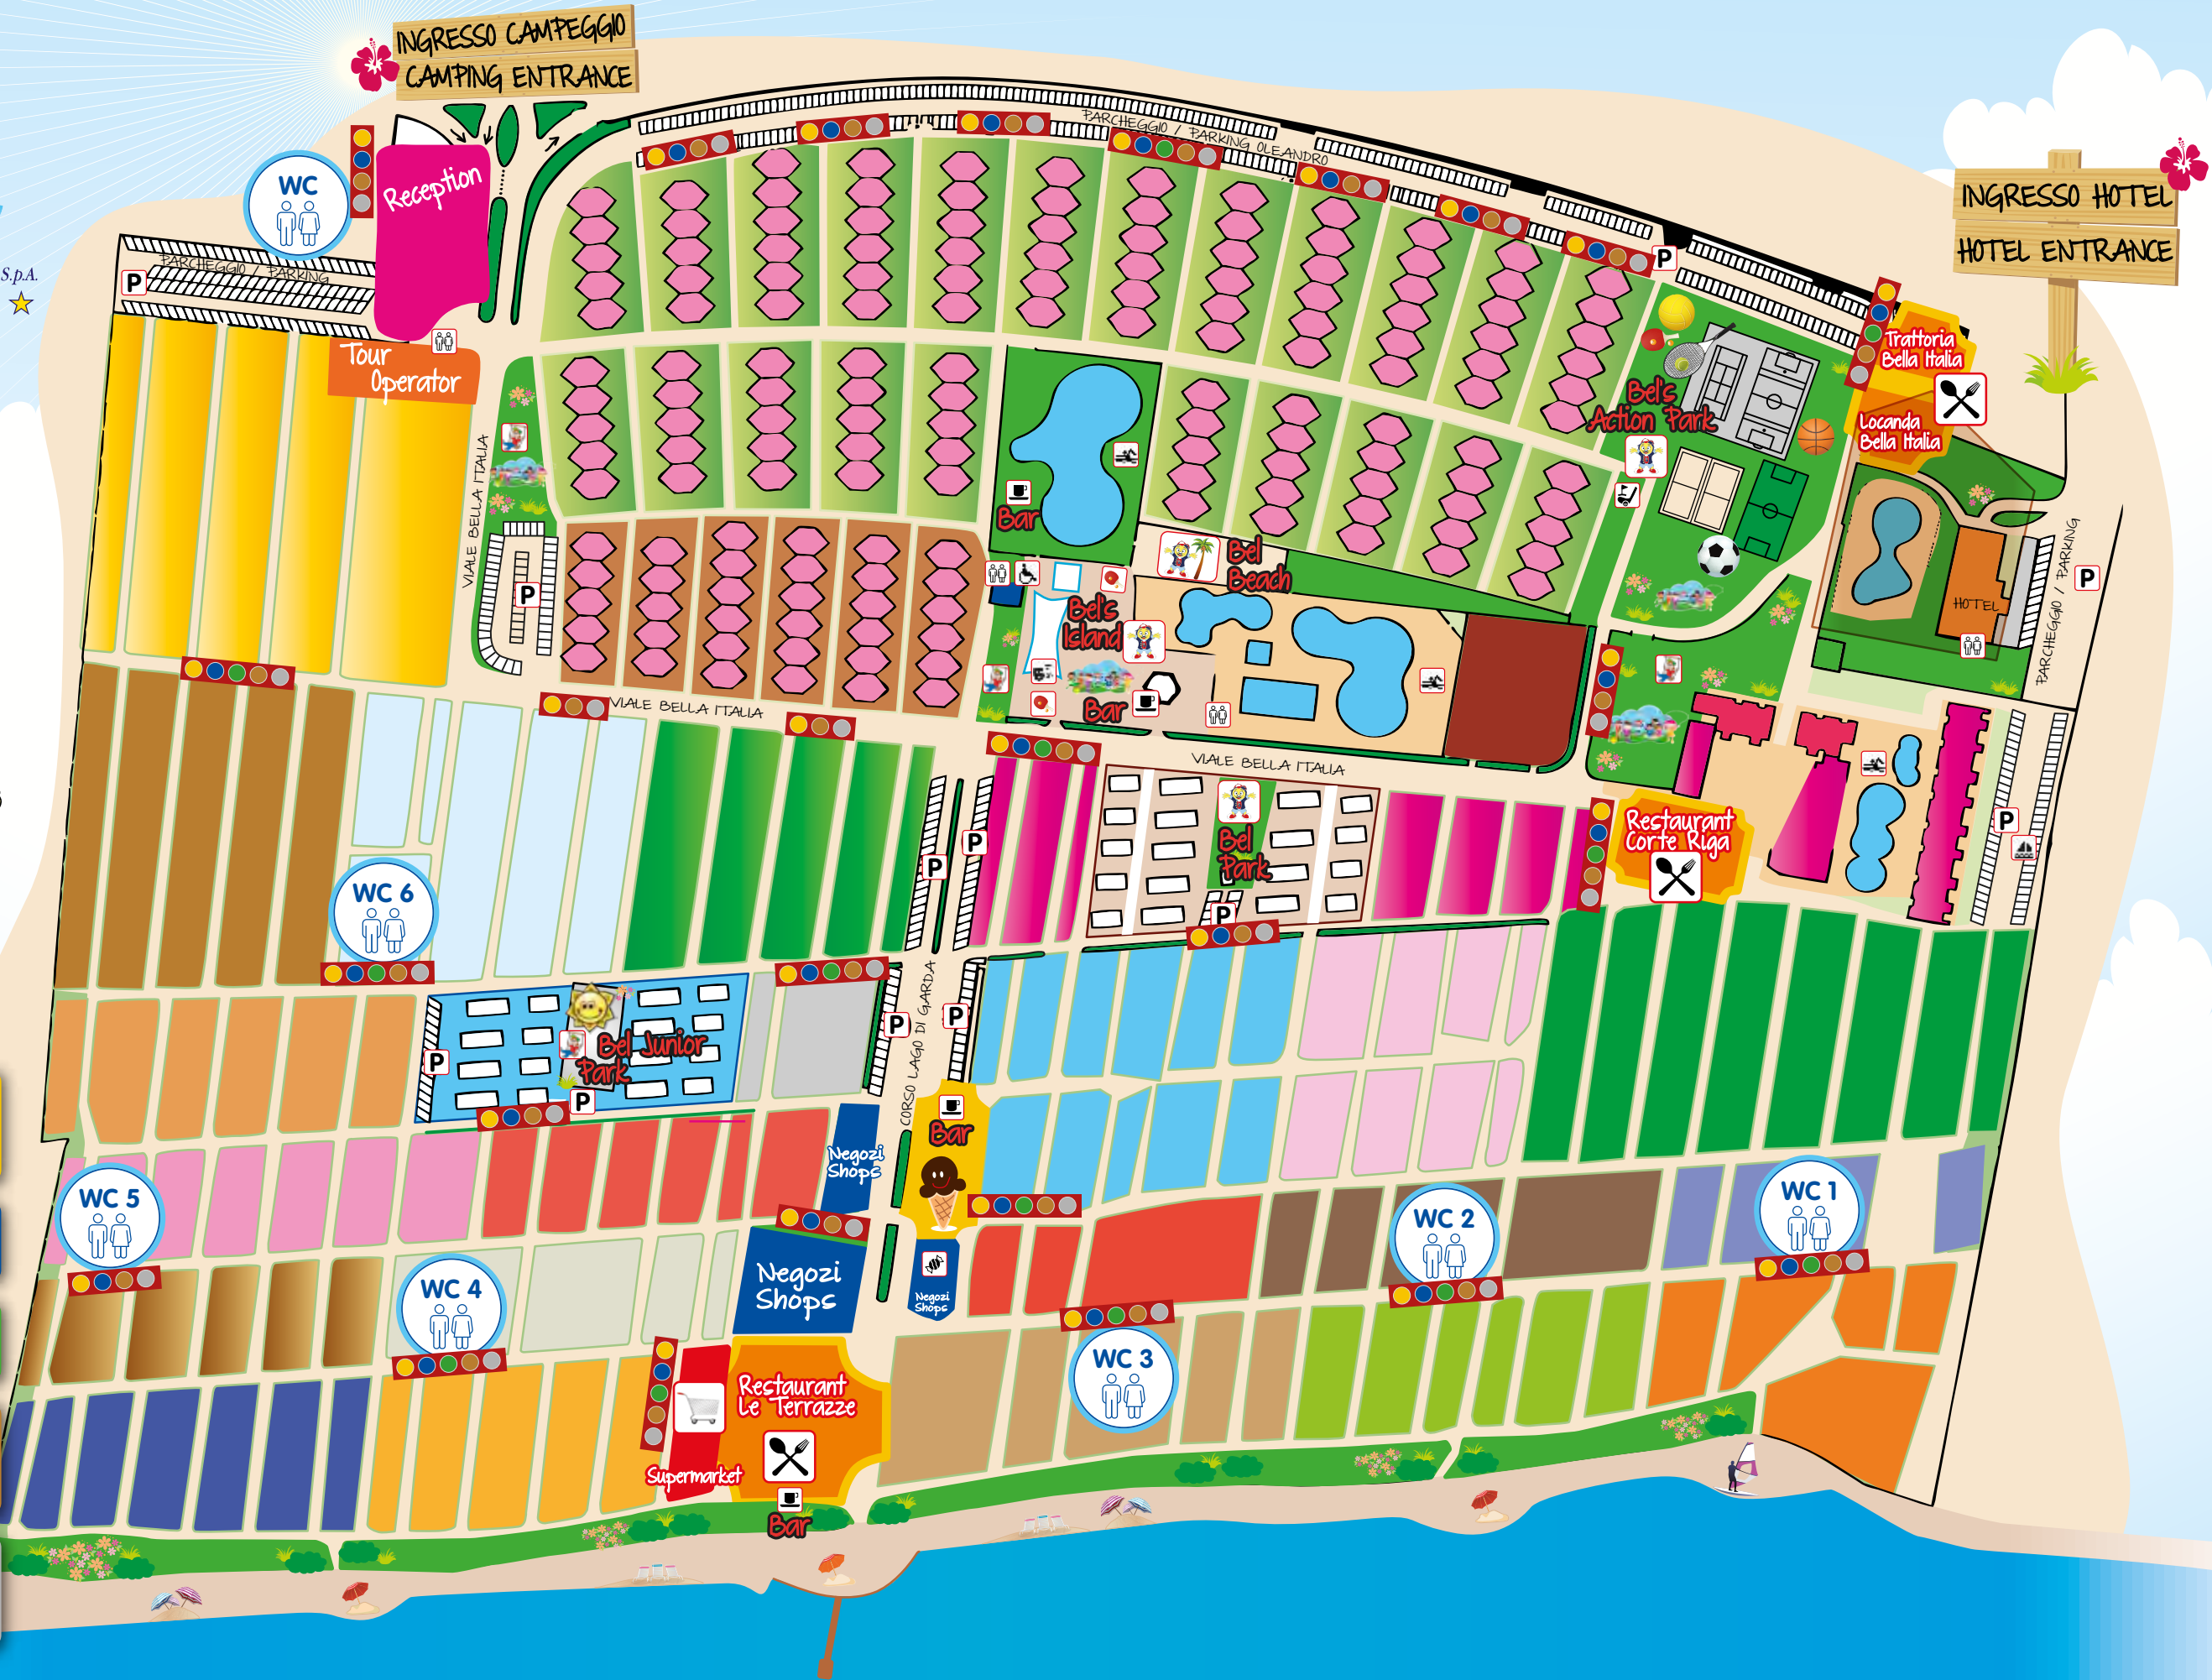 INGRESSO CAMPEGGIO
CAMPING ENTRANCE
INGRESSO HOTEL
HOTEL ENTRANCE
S.p.A.
WC
Reception
PARCHEGGIO / PARKING
P
Tour
Operator
PARCHEGGIO / PARKING OLEANDRO
P
Trattoria
Bella Italia
Locanda
Bella Italia
Bel's
Action Park
VIALE BELLA ITALIA
P
Bar
Bel
Beach
Bel's
Island
Bar
HOTEL
PARCHEGGIO / PARKING
P
VIALE BELLA ITALIA
VIALE BELLA ITALIA
Bel
Park
P
P
P
Restaurant
Corte Riga
P
WC 6
Bel Junior
Park
P
P
P
P
CORSO LAGO DI GARDA
Bar
Negozi
Shops
WC 5
WC 4
Negozi
Shops
Negozi
Shops
WC 2
WC 1
WC 3
Restaurant
Le Terrazze
Supermarket
Bar